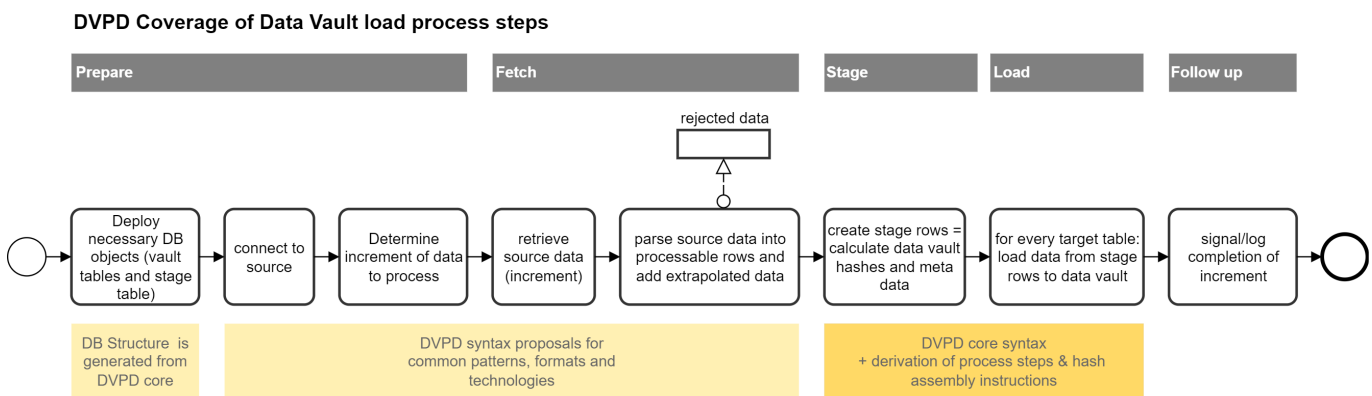 DVPD Coverage of Data Vault load process steps
Prepare
Fetch
Stage
Load
Follow up
rejected data
Deploy
necessary DB
objects (vault
tables and stage
table)
connect to
source
Determine
increment of data
to process
retrieve
source data
(increment)
parse source data into
processable rows and
add extrapolated data
create stage rows =
calculate data vault
hashes and meta
data
for every target table:
load data from stage
rows to data vault
signal/log
completion of
increment
DB Structure is
generated from
DVPD core
DVPD syntax proposals for
common patterns, formats and
technologies
DVPD core syntax
+ derivation of process steps & hash
assembly instructions